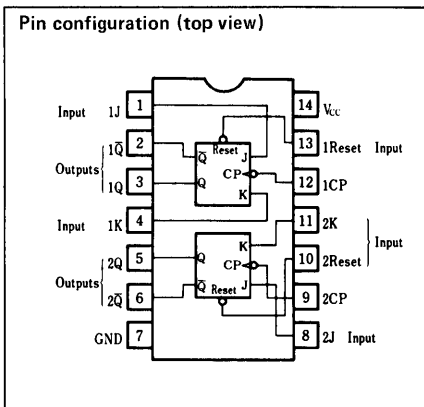 Pin configuration (top view)
Input 1J 1 14 Vcc
1Q̅ 2 13 1Reset Input
Outputs
1Q 3 12 1CP
Input 1K 4 11 2K
Input
2Q 5 10 2Reset
Outputs
2Q̅ 6 9 2CP
GND 7 8 2J Input
Reset
Q̅ J
CP
Q K
Q K
CP
Q̅ J
Reset